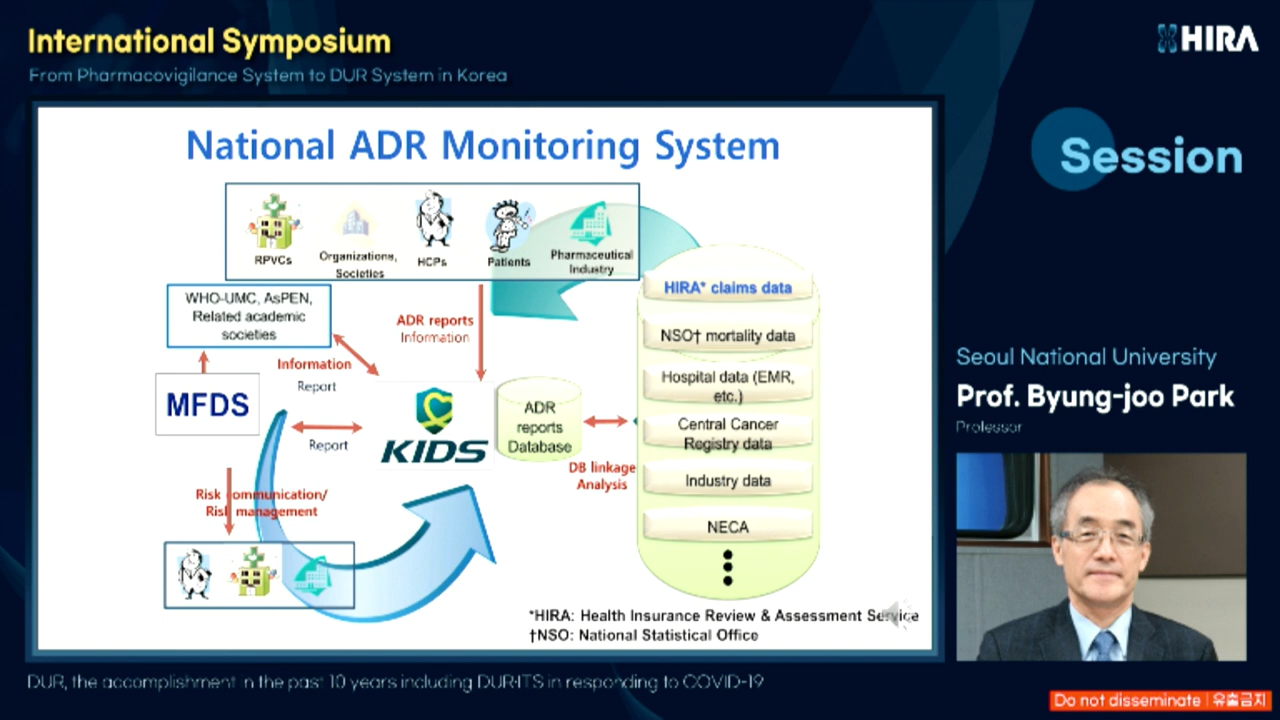 International Symposium
From Pharmacovigilance System to DUR System in Korea
HIRA
Session
National ADR Monitoring System
RPVCs
Organizations,
Societies
HCPs
Patients
Pharmaceutical
Industry
WHO-UMC, AsPEN,
Related academic
societies
ADR reports
Information
Information
Report
MFDS
Report
KIDS
ADR
reports
Database
DB linkage
Analysis
HIRA* claims data
NSO† mortality data
Hospital data (EMR,
etc.)
Central Cancer
Registry data
Industry data
NECA
Risk communication/
Risk management
*HIRA: Health Insurance Review & Assessment Service
†NSO: National Statistical Office
Seoul National University
Prof. Byung-joo Park
Professor
DUR, the accomplishment in the past 10 years including DUR·ITS in responding to COVID-19
Do not disseminate | 유출금지